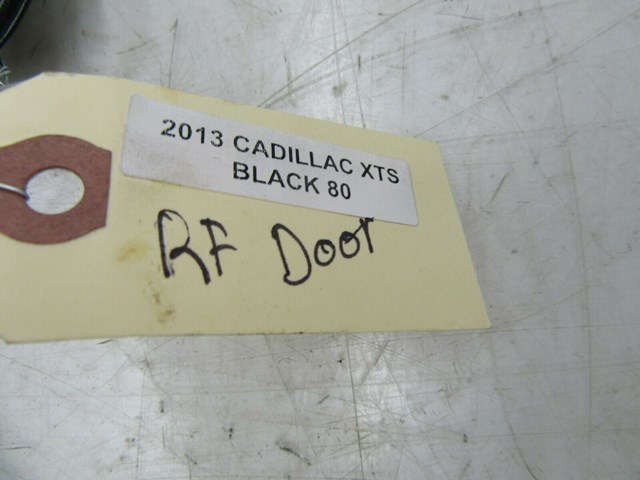 2013 CADILLAC XTS
BLACK 80
RF Door